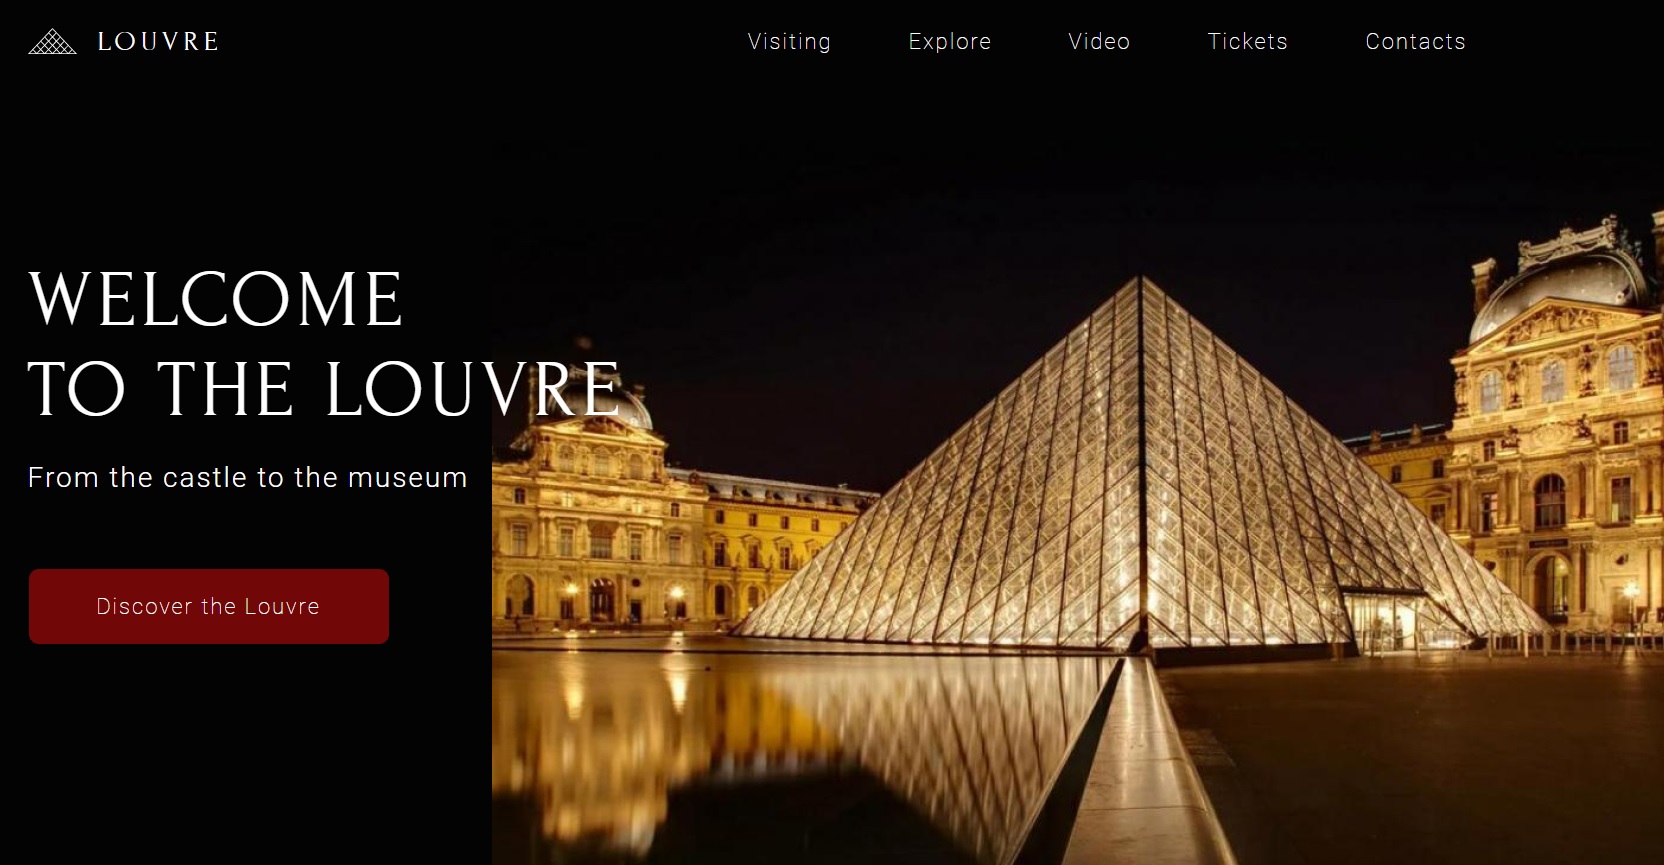 LOUVRE
Visiting
Explore
Video
Tickets
Contacts
WELCOME
TO THE LOUVRE
From the castle to the museum
Discover the Louvre